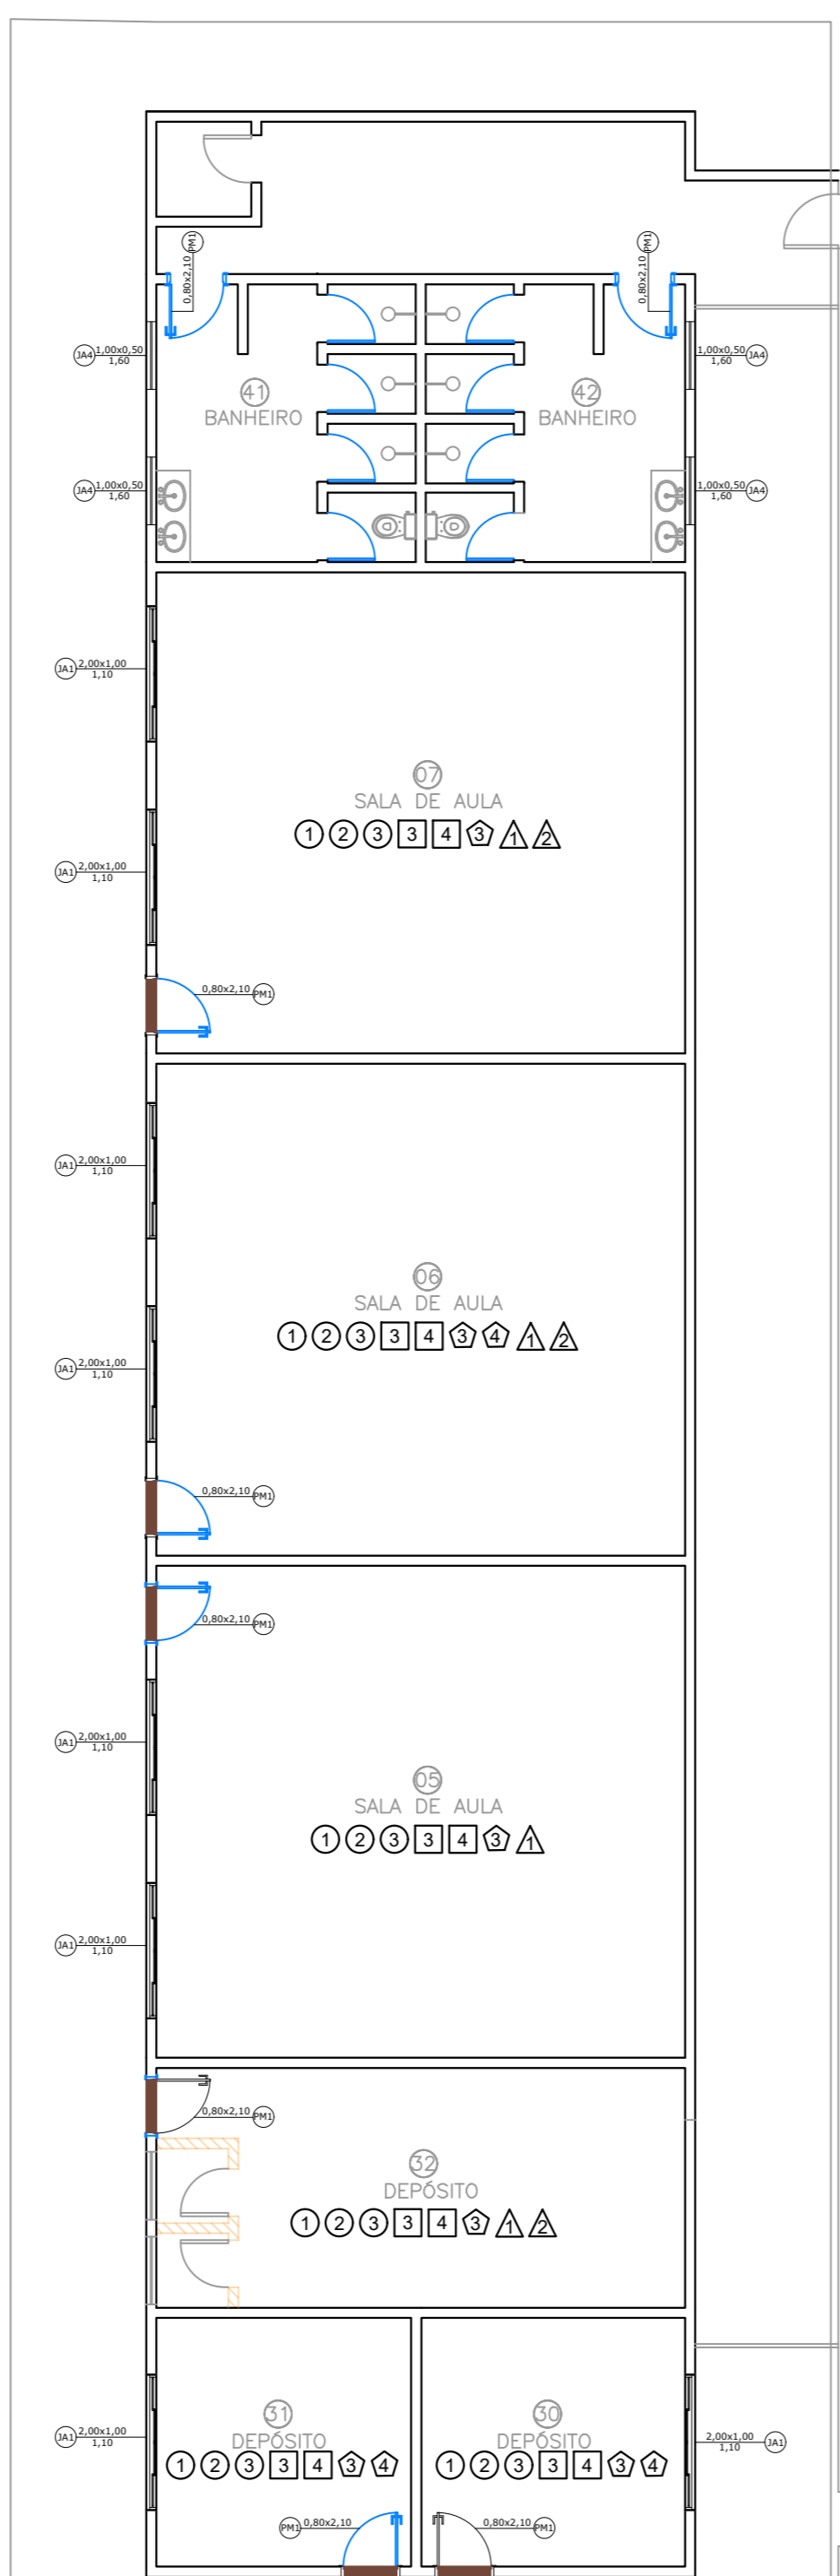 PM1
0,80x2,10
PM1
0,80x2,10
JA4 1,00x0,50
1,60
1,00x0,50 JA4
1,60
41
BANHEIRO
42
BANHEIRO
JA4 1,00x0,50
1,60
1,00x0,50 JA4
1,60
JA1 2,00x1,00
1,10
07
SALA DE AULA
1 2 3 3 4 3 1 2
JA1 2,00x1,00
1,10
0,80x2,10 PM1
JA1 2,00x1,00
1,10
06
SALA DE AULA
1 2 3 3 4 3 4 1 2
JA1 2,00x1,00
1,10
0,80x2,10 PM1
0,80x2,10 PM1
JA1 2,00x1,00
1,10
05
SALA DE AULA
1 2 3 3 4 3 1
JA1 2,00x1,00
1,10
0,80x2,10 PM1
32
DEPÓSITO
1 2 3 3 4 3 1 2
31
DEPÓSITO
1 2 3 3 4 3 4
30
DEPÓSITO
1 2 3 3 4 3 4
JA1 2,00x1,00
1,10
2,00x1,00 JA1
1,10
PM1 0,80x2,10
0,80x2,10 PM1